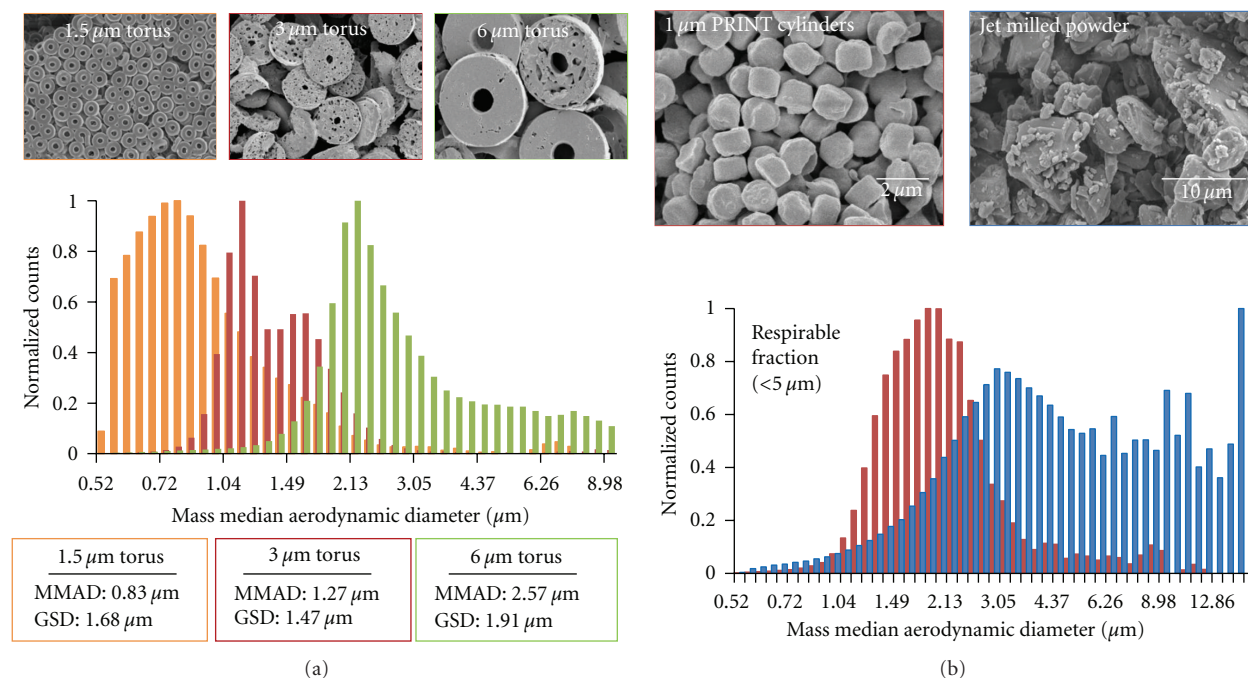 1.5 μm torus
3 μm torus
6 μm torus
Normalized counts
1
0.8
0.6
0.4
0.2
0
0.52 0.72 1.04 1.49 2.13 3.05 4.37 6.26 8.98
Mass median aerodynamic diameter (μm)
1.5 μm torus
MMAD: 0.83 μm
GSD: 1.68 μm
3 μm torus
MMAD: 1.27 μm
GSD: 1.47 μm
6 μm torus
MMAD: 2.57 μm
GSD: 1.91 μm
(a)
1 μm PRINT cylinders
2 μm
Jet milled powder
10 μm
Normalized counts
1
0.8
0.6
0.4
0.2
0
Respirable
fraction
(<5 μm)
0.52 0.72 1.04 1.49 2.13 3.05 4.37 6.26 8.98 12.86
Mass median aerodynamic diameter (μm)
(b)